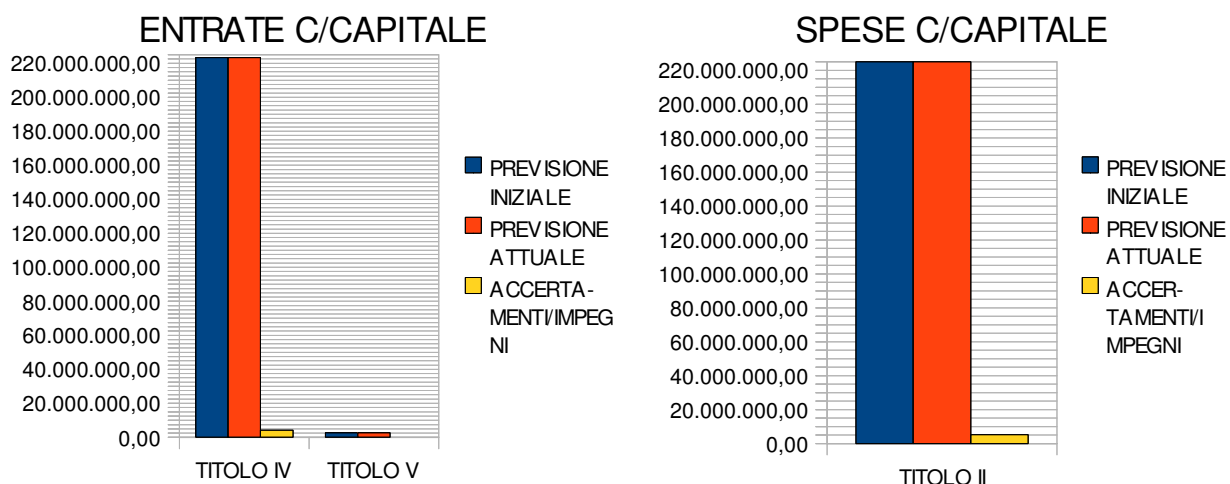 ENTRATE C/CAPITALE
220.000.000,00
200.000.000,00
180.000.000,00
160.000.000,00
140.000.000,00
120.000.000,00
100.000.000,00
80.000.000,00
60.000.000,00
40.000.000,00
20.000.000,00
0,00
TITOLO IV
TITOLO V
PREVISIONE
INIZIALE
PREVISIONE
ATTUALE
ACCERTA-
MENTI/IMPEG
NI
SPESE C/CAPITALE
220.000.000,00
200.000.000,00
180.000.000,00
160.000.000,00
140.000.000,00
120.000.000,00
100.000.000,00
80.000.000,00
60.000.000,00
40.000.000,00
20.000.000,00
0,00
TITOLO II
PREVISIONE
INIZIALE
PREVISIONE
ATTUALE
ACCER-
TAMENTI/I
MPEGNI